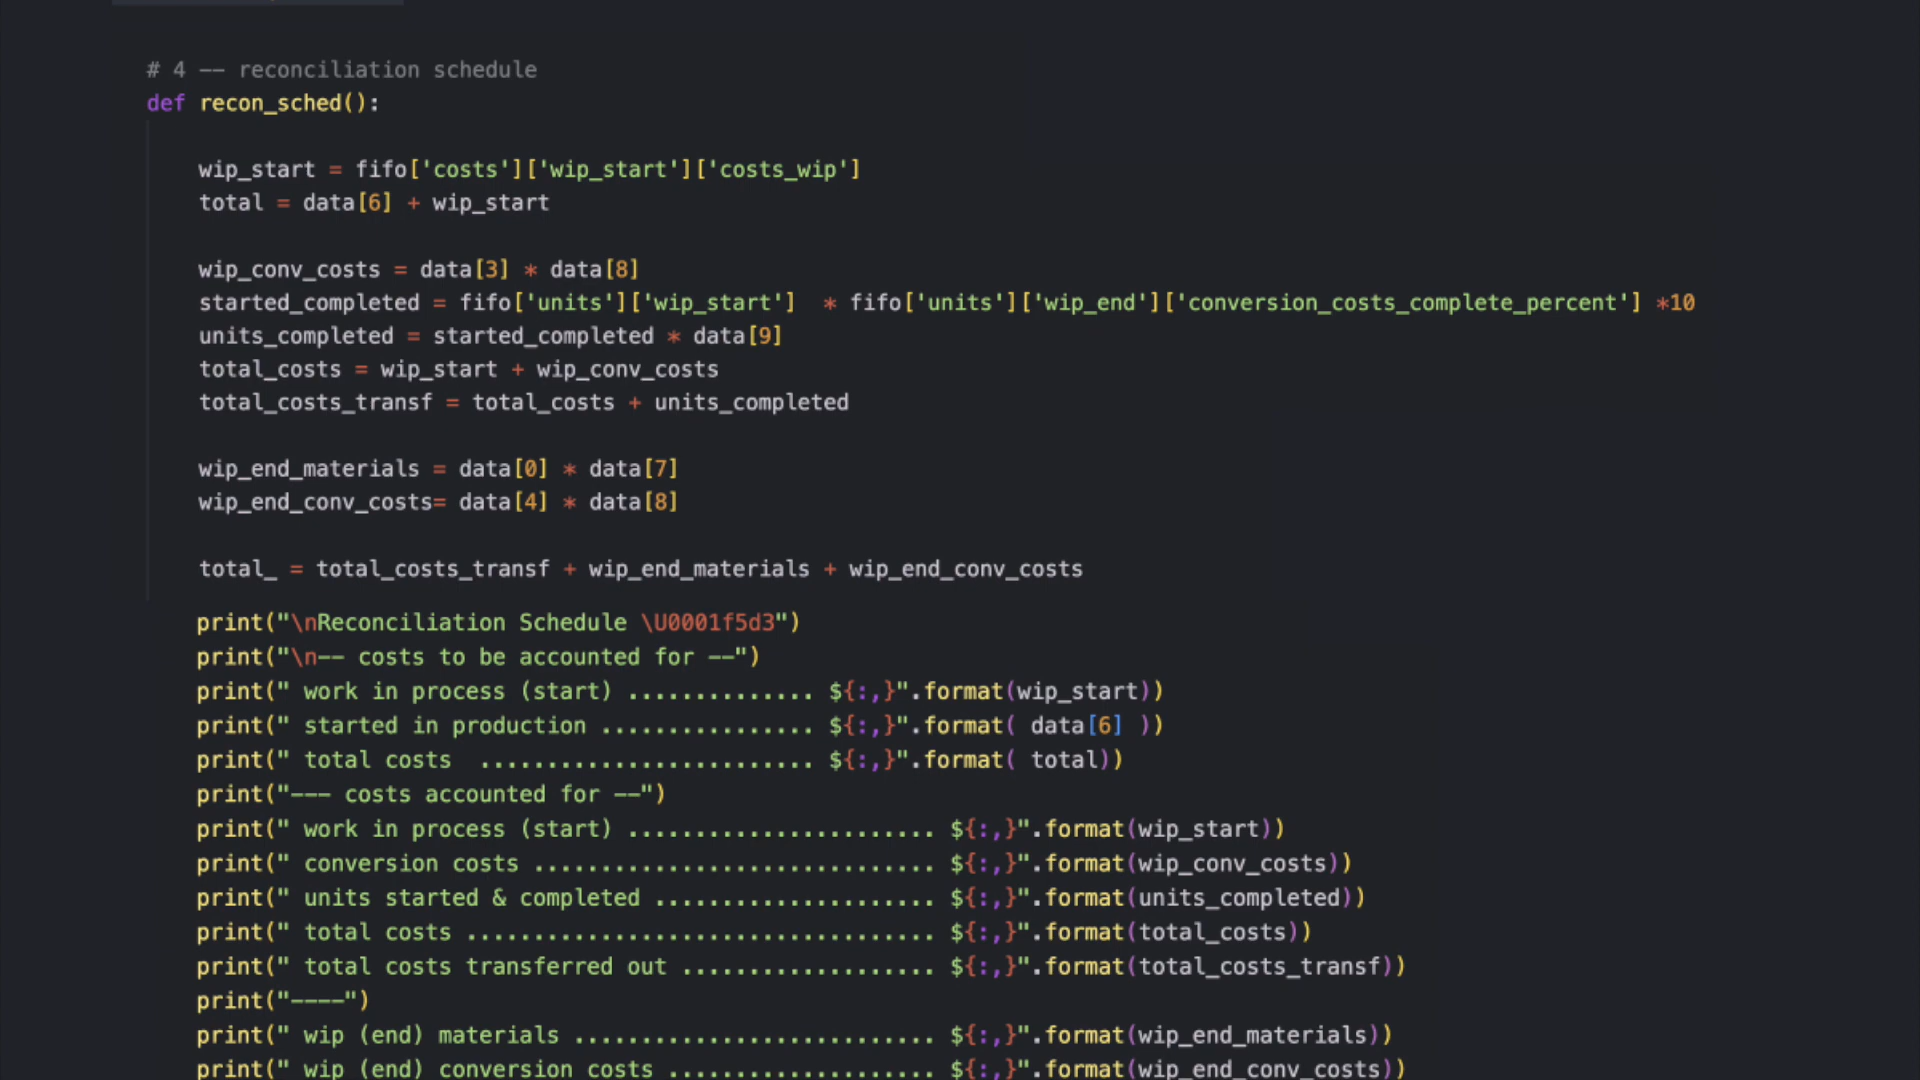 # 4 –– reconciliation schedule
def recon_sched():
wip_start = fifo['costs']['wip_start']['costs_wip']
total = data[6] + wip_start
wip_conv_costs = data[3] * data[8]
started_completed = fifo['units']['wip_start']  * fifo['units']['wip_end']['conversion_costs_complete_percent'] *10
units_completed = started_completed * data[9]
total_costs = wip_start + wip_conv_costs
total_costs_transf = total_costs + units_completed
wip_end_materials = data[0] * data[7]
wip_end_conv_costs= data[4] * data[8]
total_ = total_costs_transf + wip_end_materials + wip_end_conv_costs
print("\nReconciliation Schedule \U0001f5d3")
print("\n–– costs to be accounted for ––")
print(" work in process (start) .............. ${:,}".format(wip_start))
print(" started in production ................ ${:,}".format( data[6] ))
print(" total costs  ......................... ${:,}".format( total))
print("––– costs accounted for ––")
print(" work in process (start) ....................... ${:,}".format(wip_start))
print(" conversion costs .............................. ${:,}".format(wip_conv_costs))
print(" units started & completed ..................... ${:,}".format(units_completed))
print(" total costs ................................... ${:,}".format(total_costs))
print(" total costs transferred out ................... ${:,}".format(total_costs_transf))
print("––––")
print(" wip (end) materials ........................... ${:,}".format(wip_end_materials))
print(" wip (end) conversion costs .................... ${:,}".format(wip_end_conv_costs))